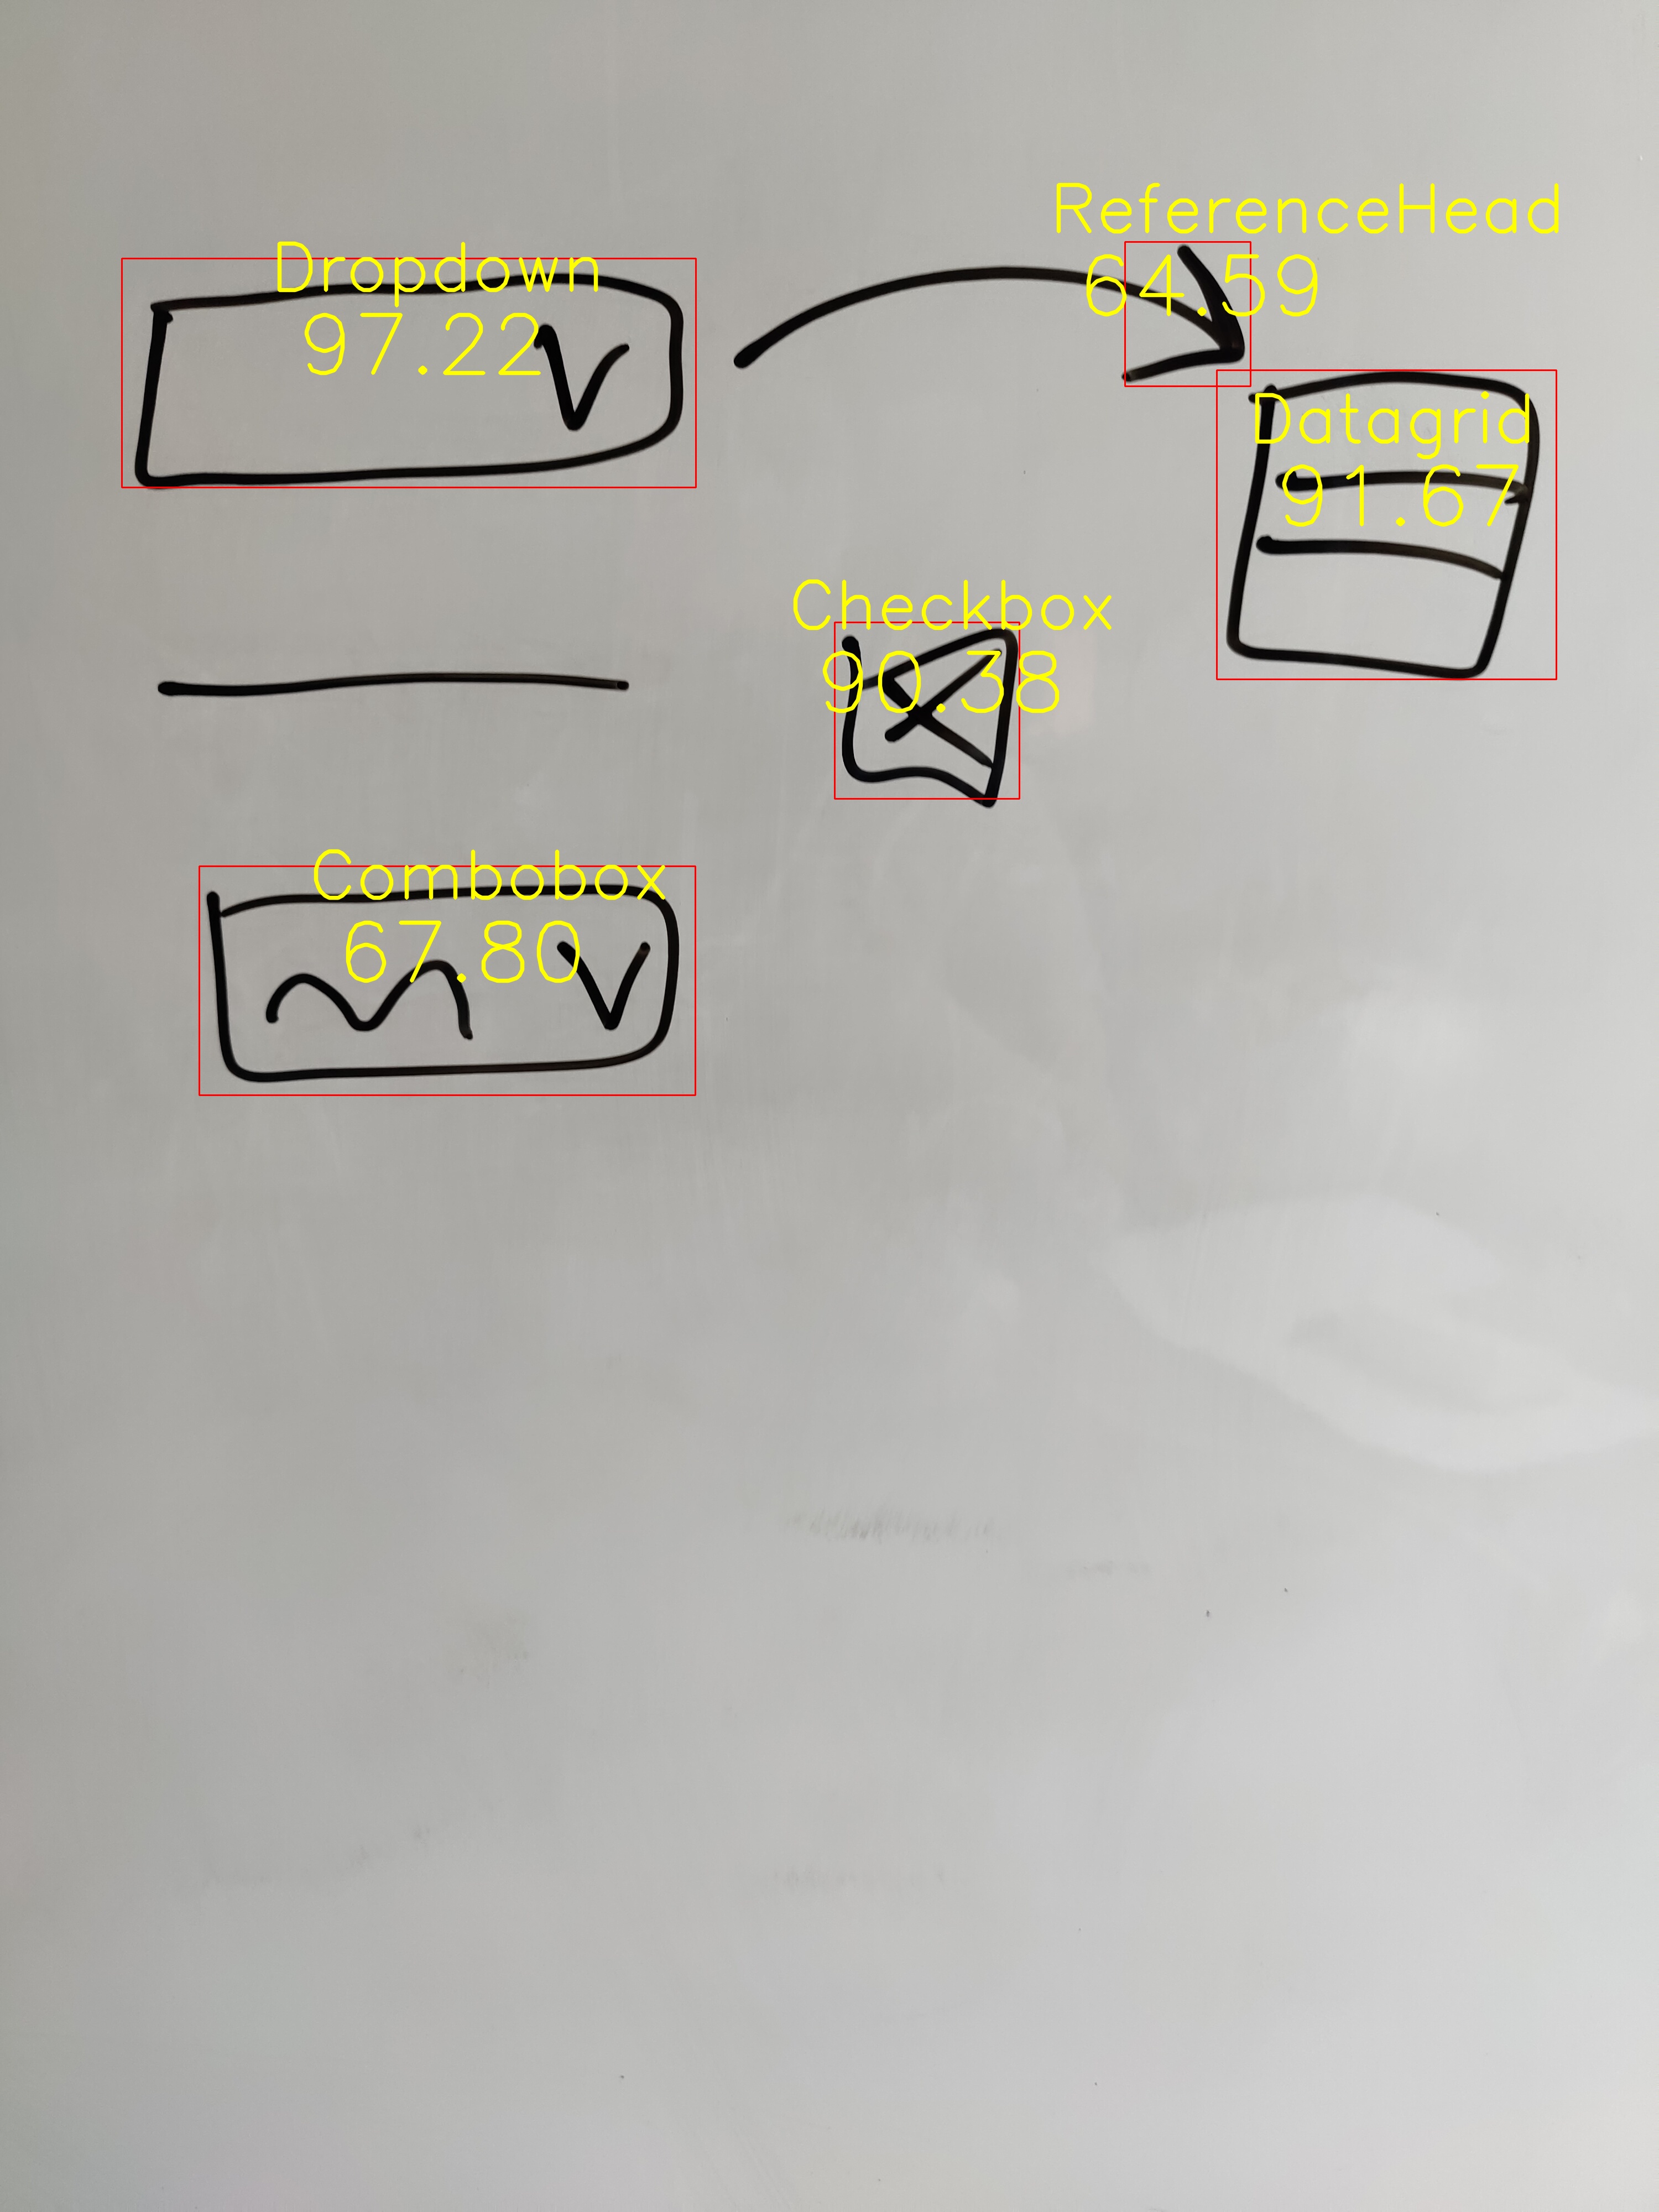 ReferenceHead
64.59
Dropdown
97.22
Datagrid
91.67
Checkbox
90.38
Combobox
67.80